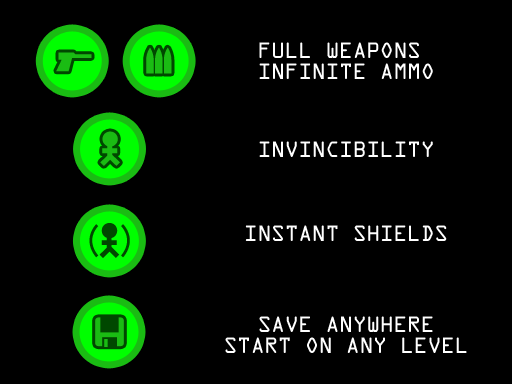 FULL WEAPONS
INFINITE AMMO
INVINCIBILITY
INSTANT SHIELDS
SAVE ANYWHERE
START ON ANY LEVEL